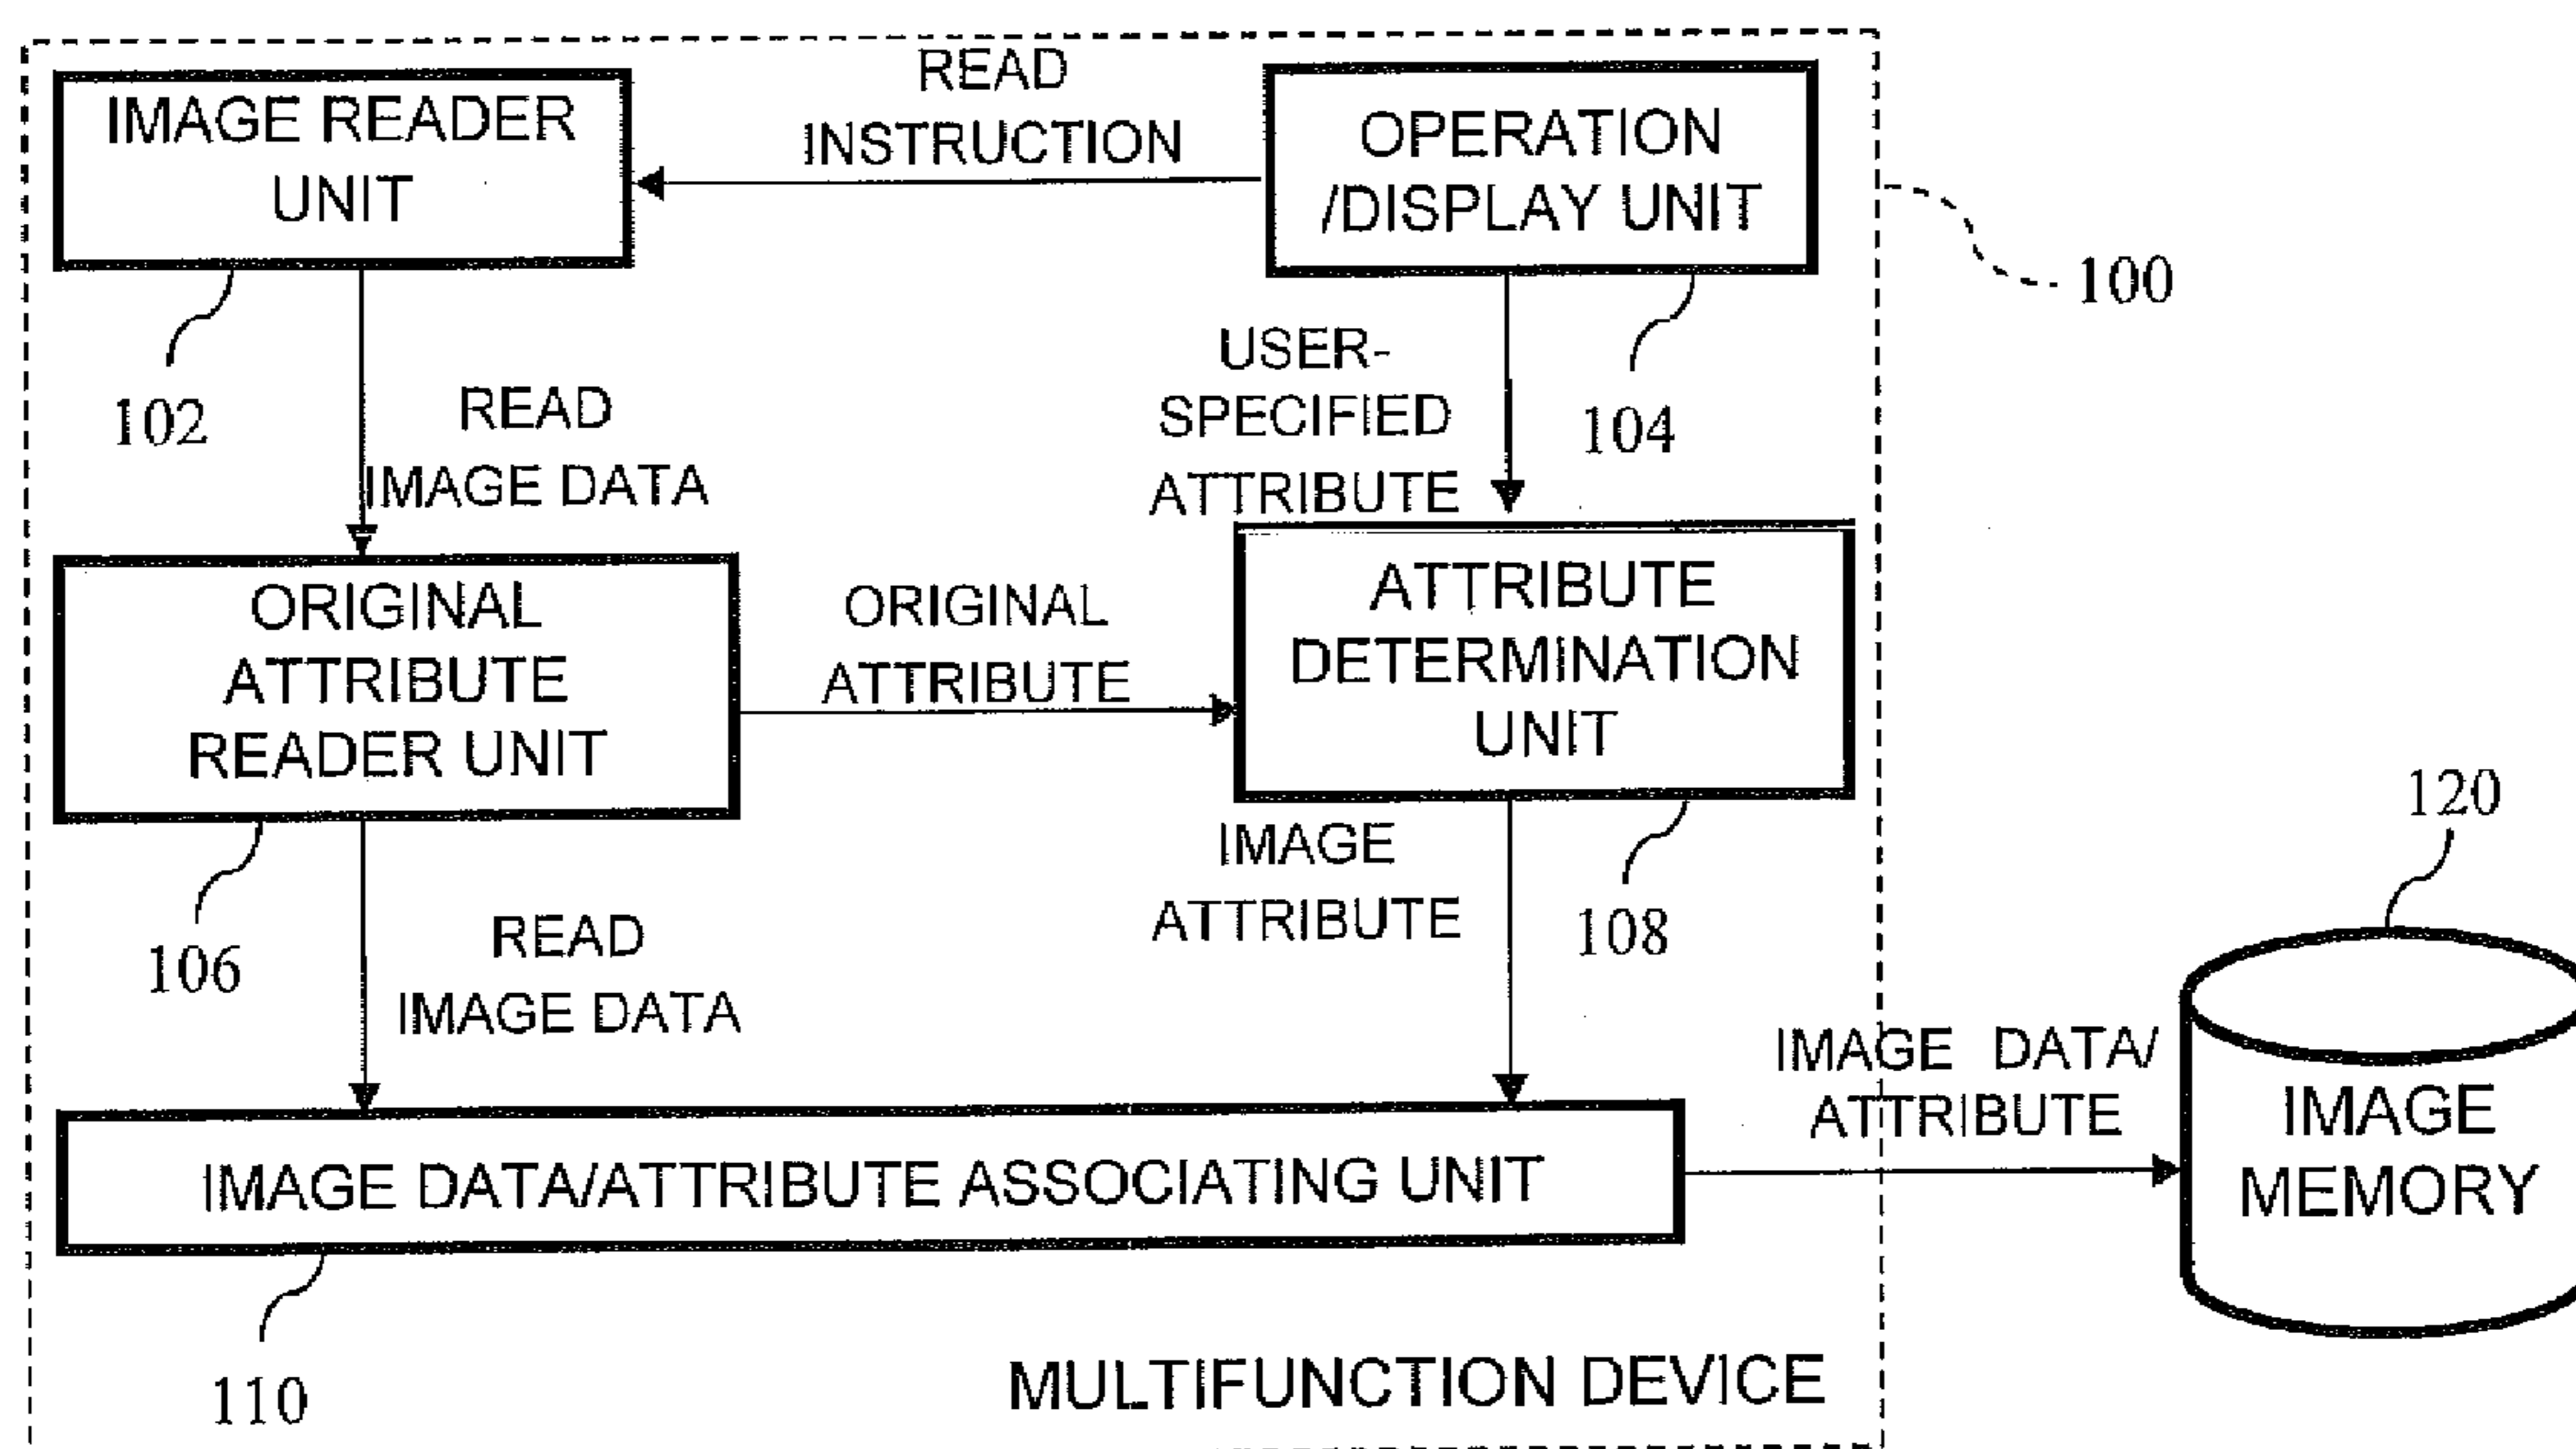 IMAGE READER
UNIT
102
READ
INSTRUCTION
OPERATION
/DISPLAY UNIT
104
100
READ
IMAGE DATA
USER-
SPECIFIED
ATTRIBUTE
ORIGINAL
ATTRIBUTE
READER UNIT
106
ORIGINAL
ATTRIBUTE
ATTRIBUTE
DETERMINATION
UNIT
108
READ
IMAGE DATA
IMAGE
ATTRIBUTE
IMAGE DATA/ATTRIBUTE ASSOCIATING UNIT
110
IMAGE DATA/
ATTRIBUTE
120
IMAGE
MEMORY
MULTIFUNCTION DEVICE